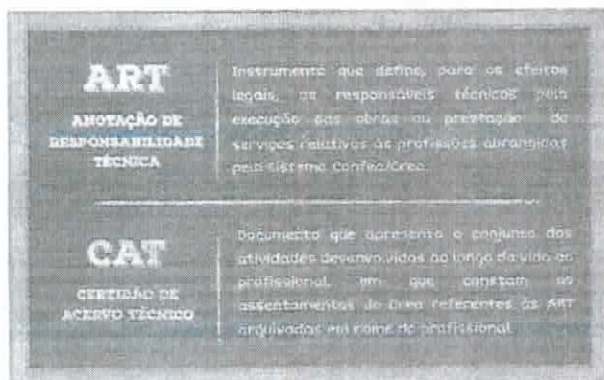 ART
ANOTAÇÃO DE
RESPONSABILIDADE
TÉCNICA
Instrumento que define, para os efeitos
legais, os responsáveis técnicos pela
execução das obras ou prestação de
serviços relativos às profissões abrangidas
pelo Sistema Confea/Crea.
CAT
CERTIDÃO DE
ACERVO TÉCNICO
Documento que apresenta o conjunto das
atividades desenvolvidas ao longo da vida do
profissional, em que constam os
assentamentos do Crea referentes às ART
arquivadas em nome do profissional.